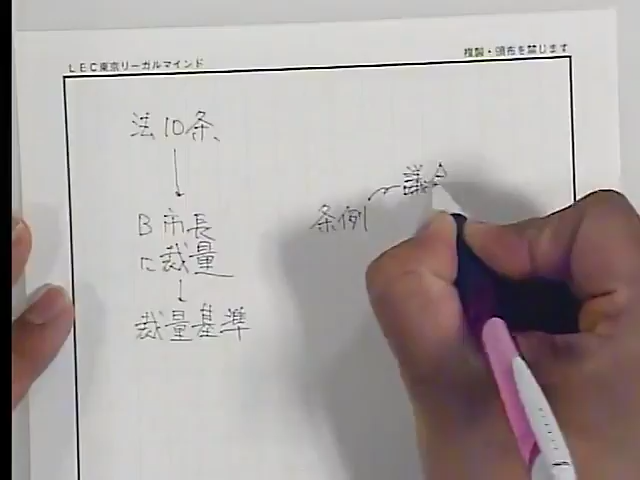 LEC東京リーガルマインド
複製・頒布を禁じます
法10条
B市長
に裁量
裁量基準
議会
条例